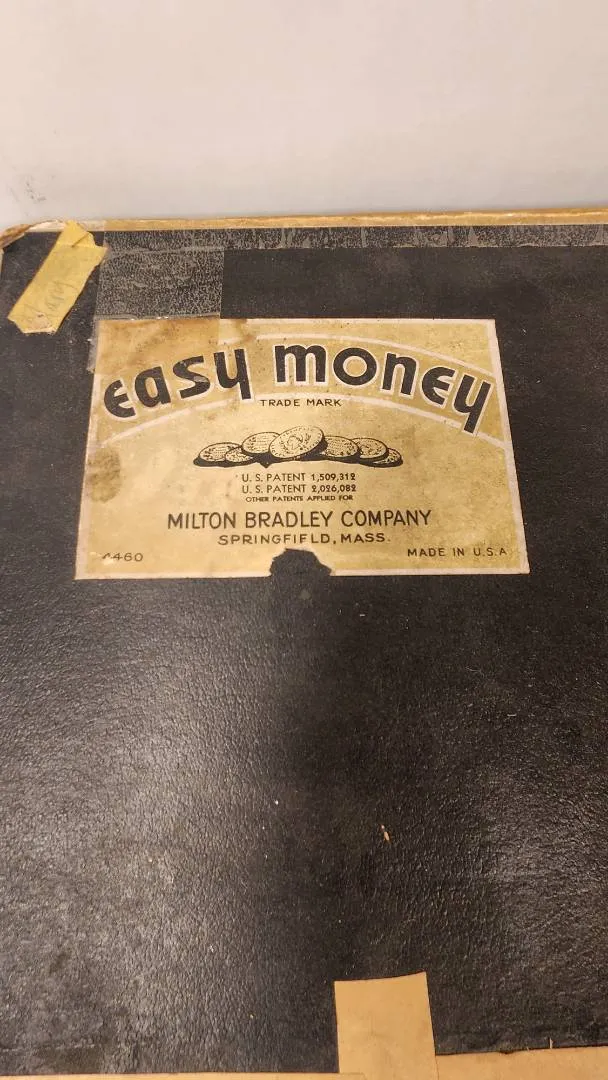 easy money
TRADE MARK
U.S. PATENT 1,509,312
U.S. PATENT 2,026,082
OTHER PATENTS APPLIED FOR
MILTON BRADLEY COMPANY
SPRINGFIELD, MASS.
4460 MADE IN U.S.A